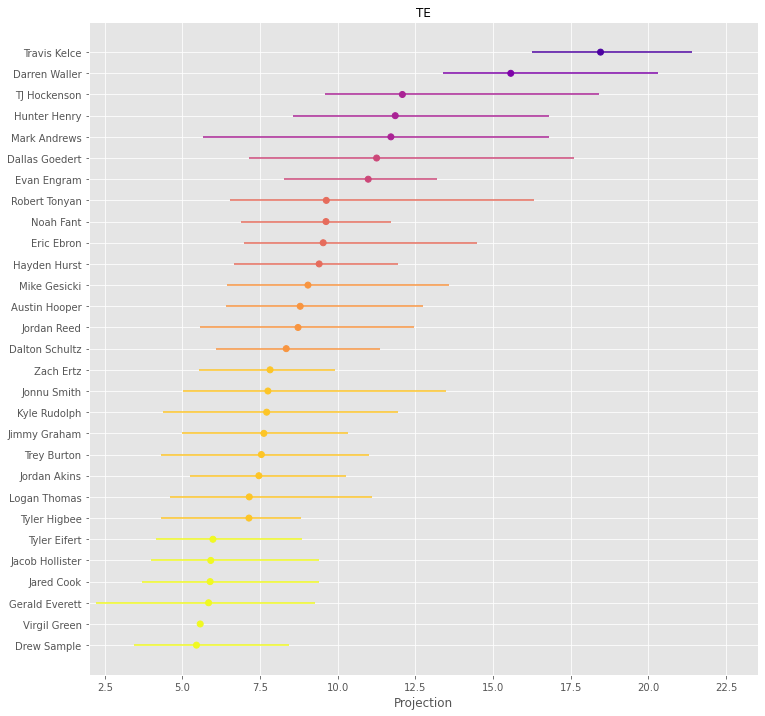 TE
Travis Kelce
Darren Waller
TJ Hockenson
Hunter Henry
Mark Andrews
Dallas Goedert
Evan Engram
Robert Tonyan
Noah Fant
Eric Ebron
Hayden Hurst
Mike Gesicki
Austin Hooper
Jordan Reed
Dalton Schultz
Zach Ertz
Jonnu Smith
Kyle Rudolph
Jimmy Graham
Trey Burton
Jordan Akins
Logan Thomas
Tyler Higbee
Tyler Eifert
Jacob Hollister
Jared Cook
Gerald Everett
Virgil Green
Drew Sample
2.5 5.0 7.5 10.0 12.5 15.0 17.5 20.0 22.5
Projection